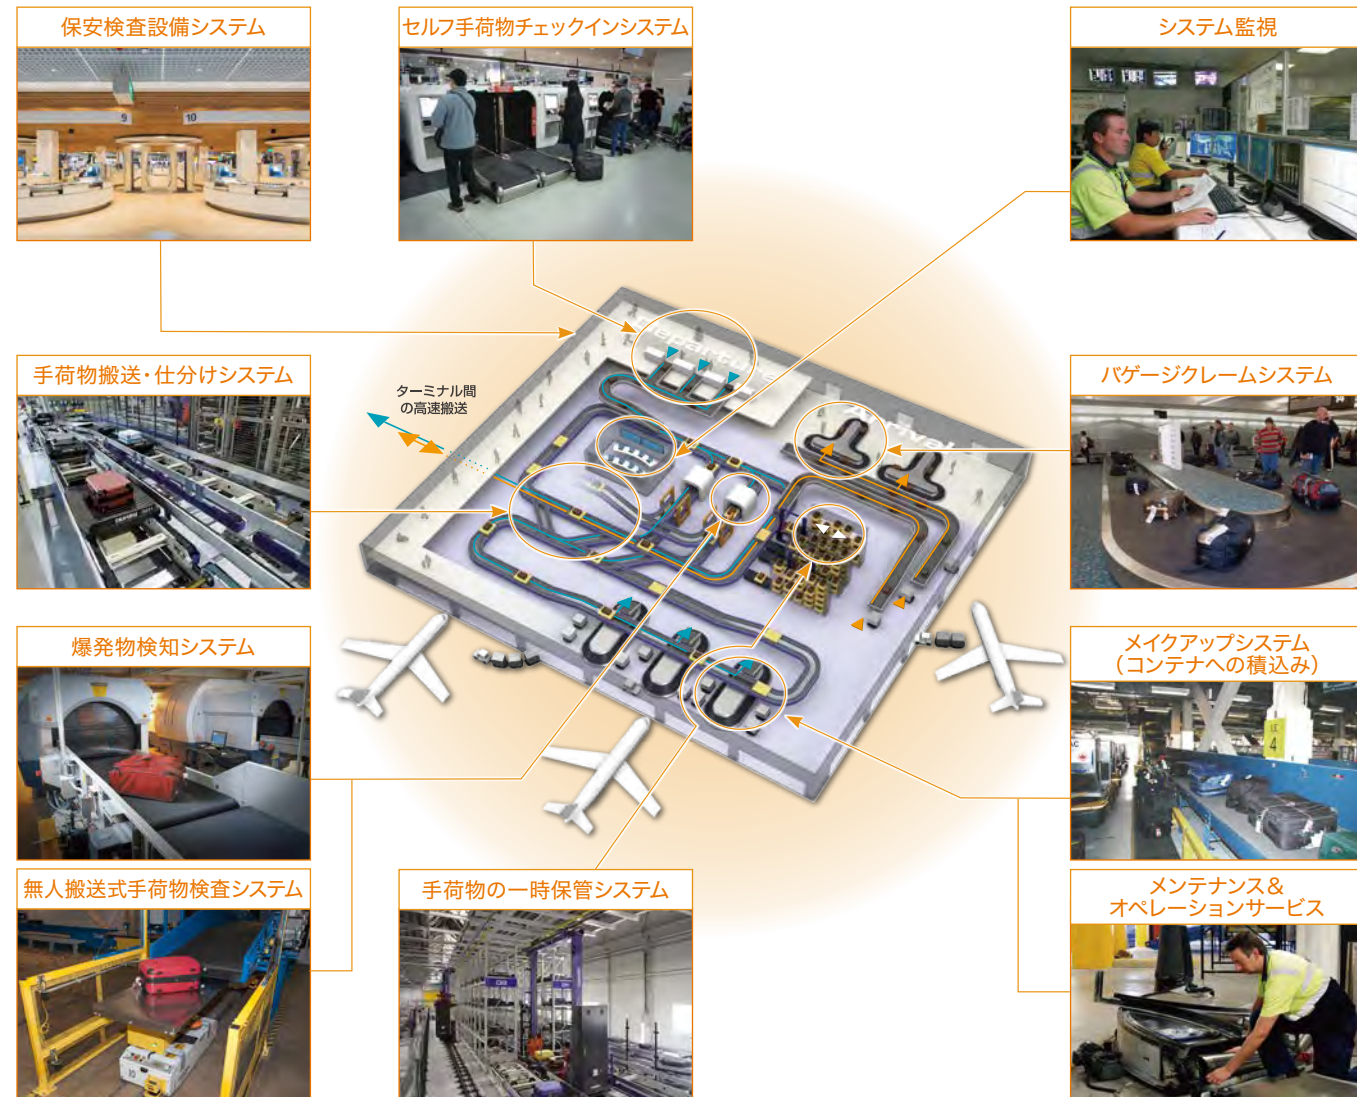 保安検査設備システム
9
10
セルフ手荷物チェックインシステム
システム監視
手荷物搬送・仕分けシステム
ターミナル間
の高速搬送
Departure
Arrival
バゲージクレームシステム
爆発物検知システム
メイクアップシステム
(コンテナへの積込み)
4
無人搬送式手荷物検査システム
手荷物の一時保管システム
メンテナンス&
オペレーションサービス